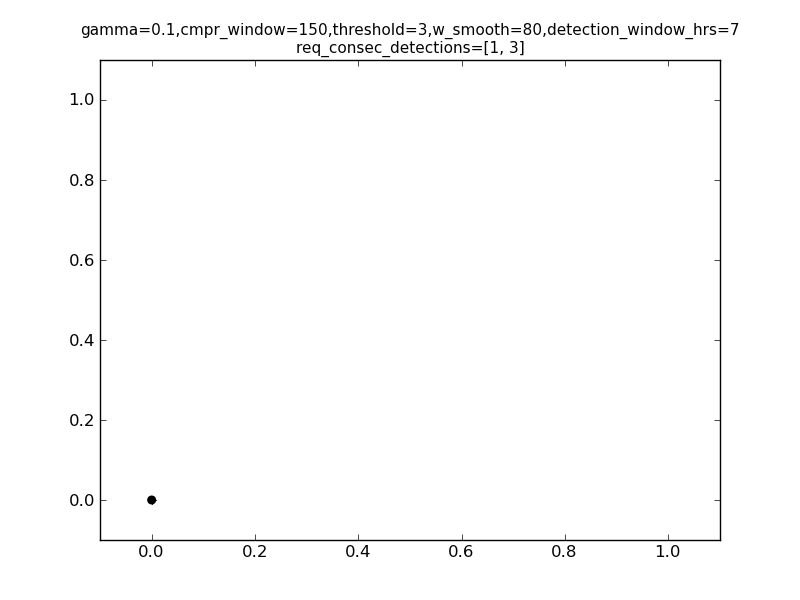 gamma=0.1,cmpr_window=150,threshold=3,w_smooth=80,detection_window_hrs=7
req_consec_detections=[1, 3]
1.0
0.8
0.6
0.4
0.2
0.0
0.0 0.2 0.4 0.6 0.8 1.0